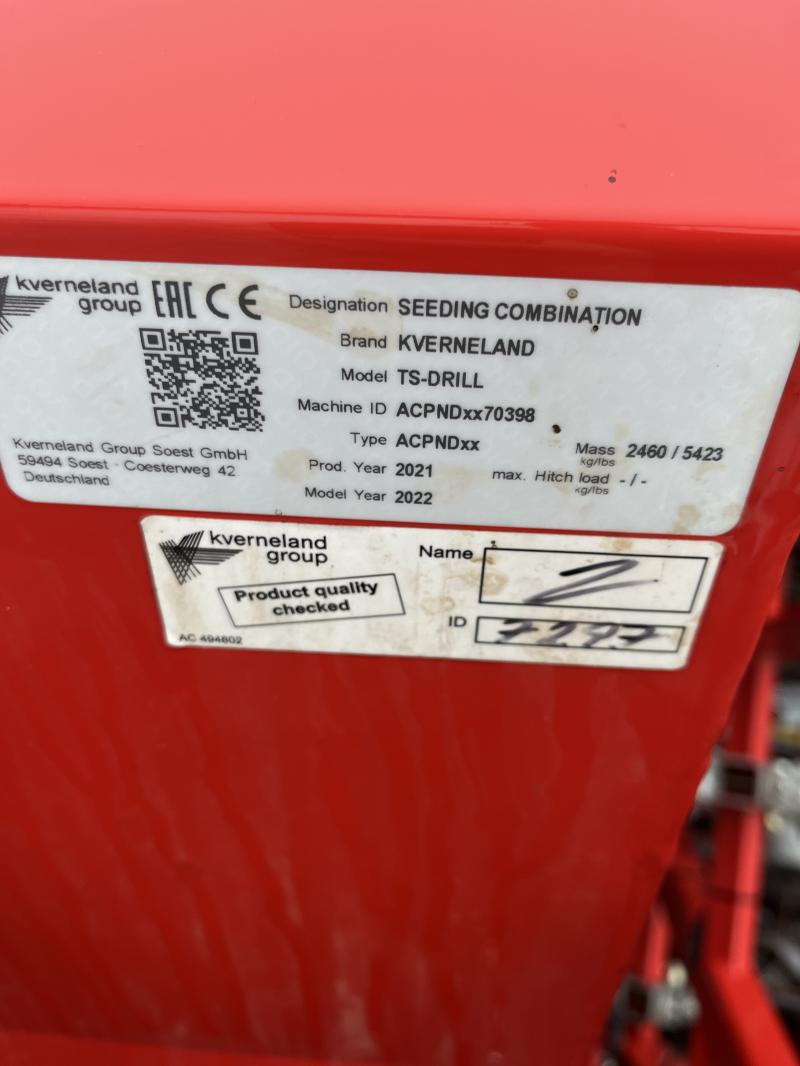 kverneland
group
EAC CE
Designation SEEDING COMBINATION
Brand KVERNELAND
Model TS-DRILL
Machine ID ACPNDxx70398
Type ACPNDxx
Mass 2460 / 5423
kg/lbs
Prod. Year 2021
max. Hitch load - / -
kg/lbs
Model Year 2022
Kverneland Group Soest GmbH
59494 Soest · Coesterweg 42
Deutschland
kverneland
group
Product quality
checked
AC 494802
Name
ID